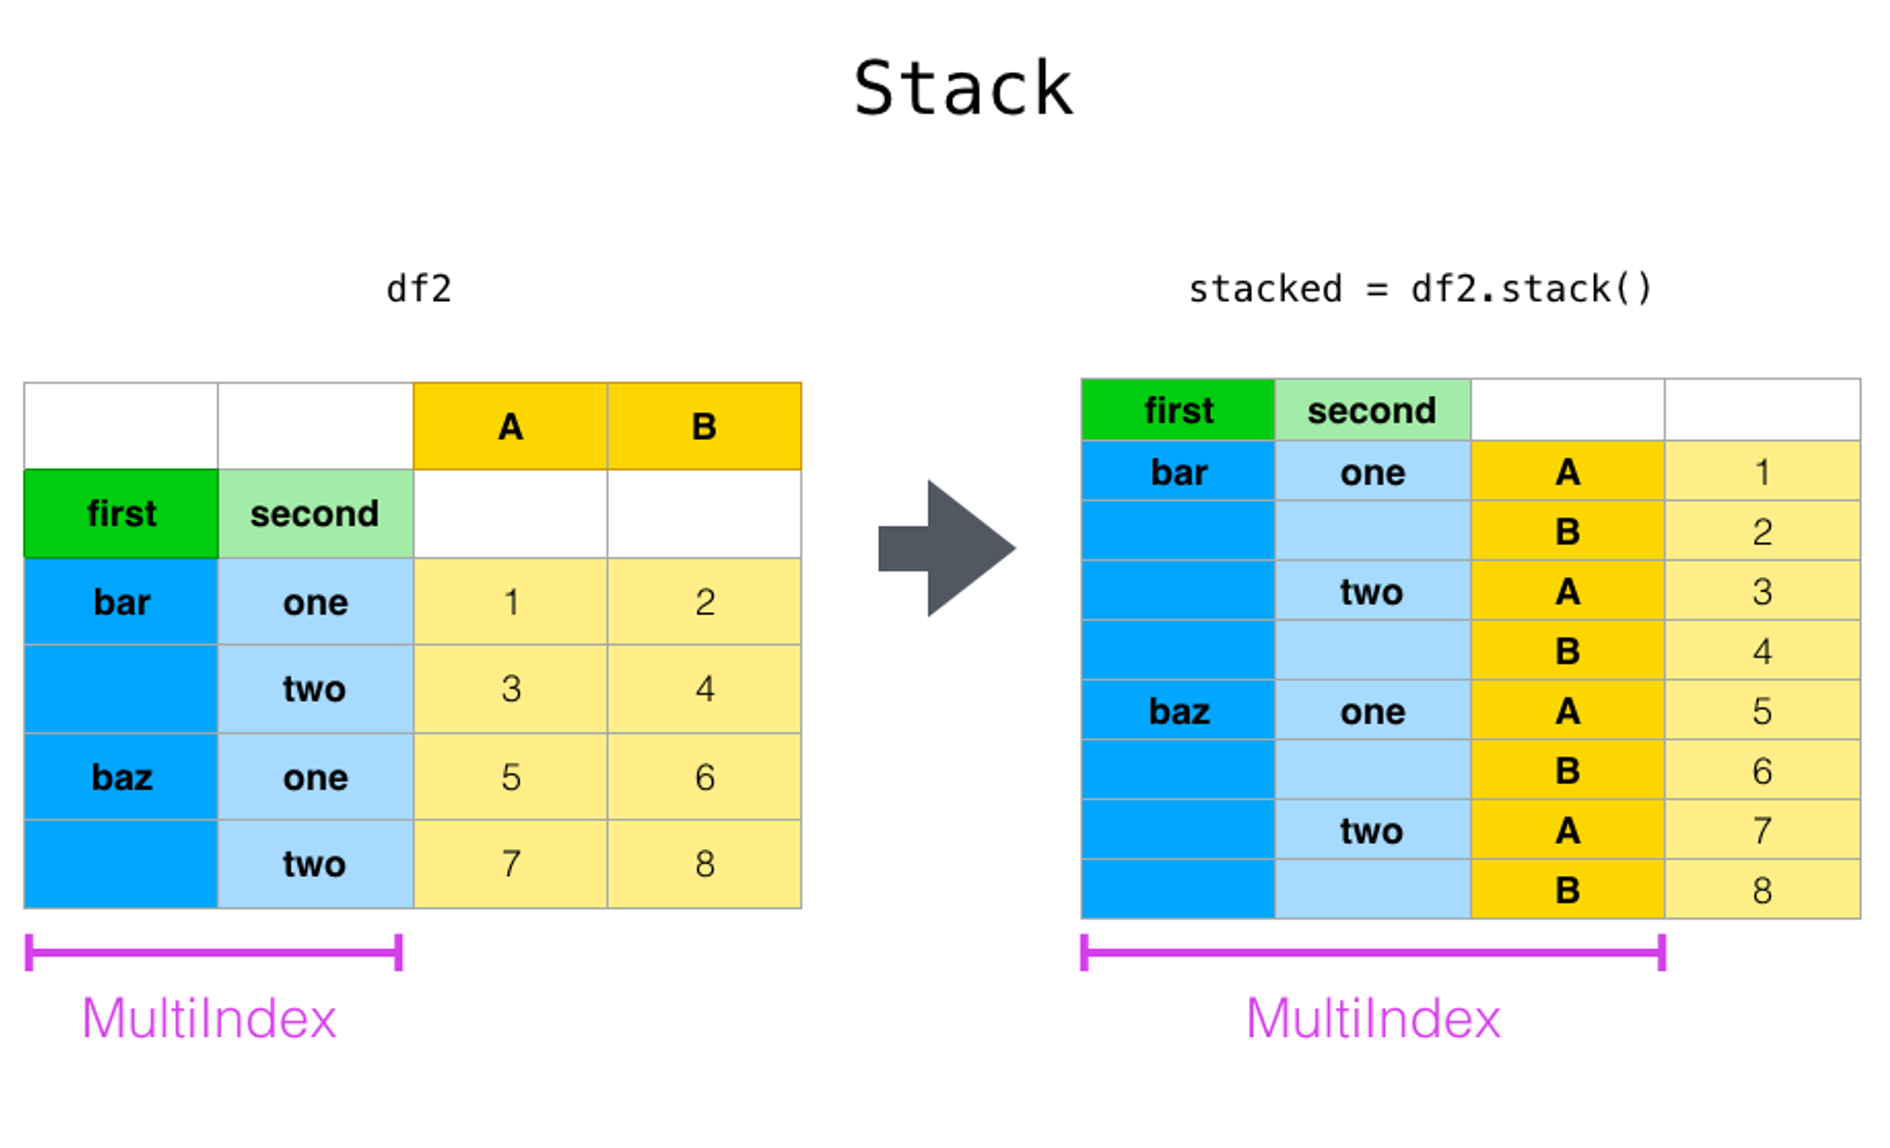 Stack
df2
A B
first second
bar one 1 2
two 3 4
baz one 5 6
two 7 8
MultiIndex
stacked = df2.stack()
first second
bar one A 1
B 2
two A 3
B 4
baz one A 5
B 6
two A 7
B 8
MultiIndex